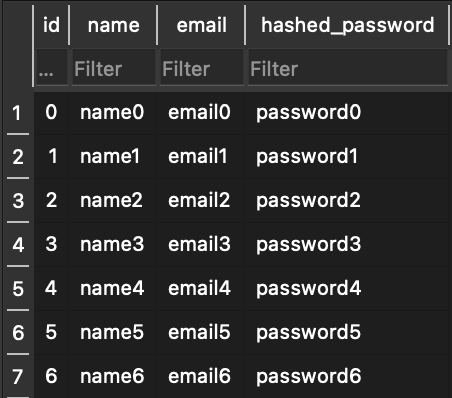 id name email hashed_password
... Filter Filter Filter
1 0 name0 email0 password0
2 1 name1 email1 password1
3 2 name2 email2 password2
4 3 name3 email3 password3
5 4 name4 email4 password4
6 5 name5 email5 password5
7 6 name6 email6 password6